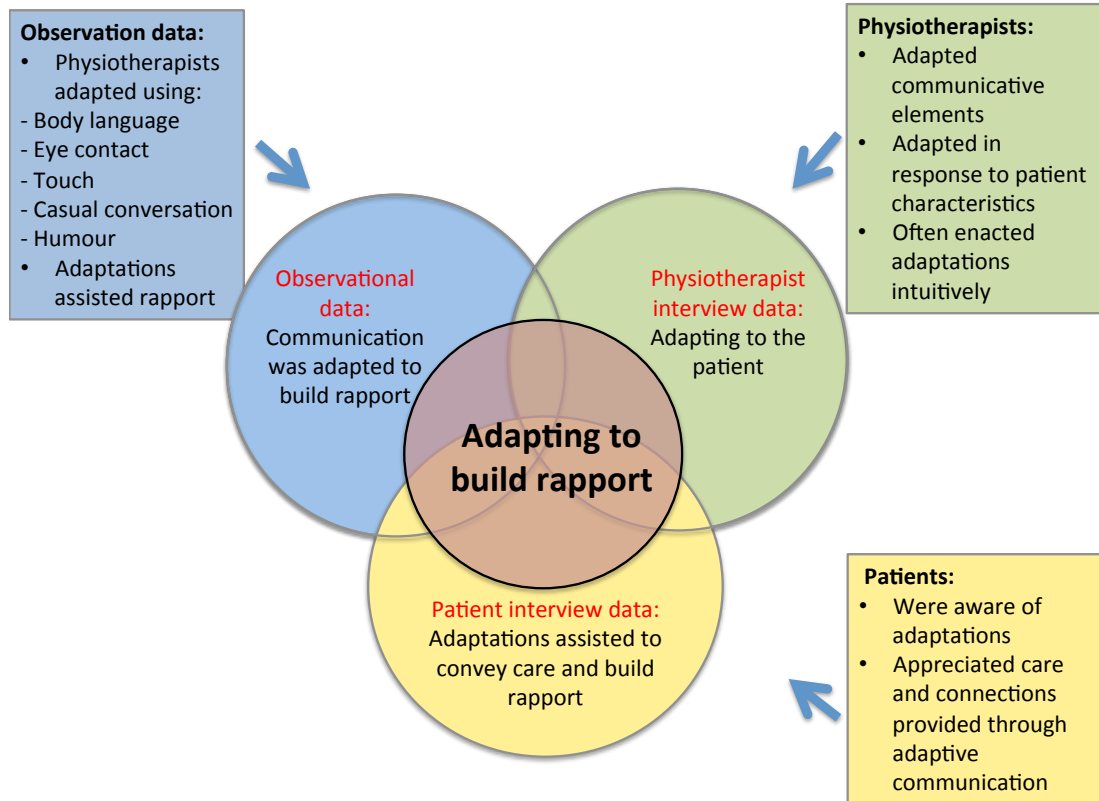 Observation data:
• Physiotherapists
adapted using:
- Body language
- Eye contact
- Touch
- Casual conversation
- Humour
• Adaptations
assisted rapport
Physiotherapists:
• Adapted
communicative
elements
• Adapted in
response to patient
characteristics
• Often enacted
adaptations
intuitively
Observational
data:
Communication
was adapted to
build rapport
Physiotherapist
interview data:
Adapting to the
patient
Adapting to
build rapport
Patient interview data:
Adaptations assisted to
convey care and build
rapport
Patients:
• Were aware of
adaptations
• Appreciated care
and connections
provided through
adaptive
communication